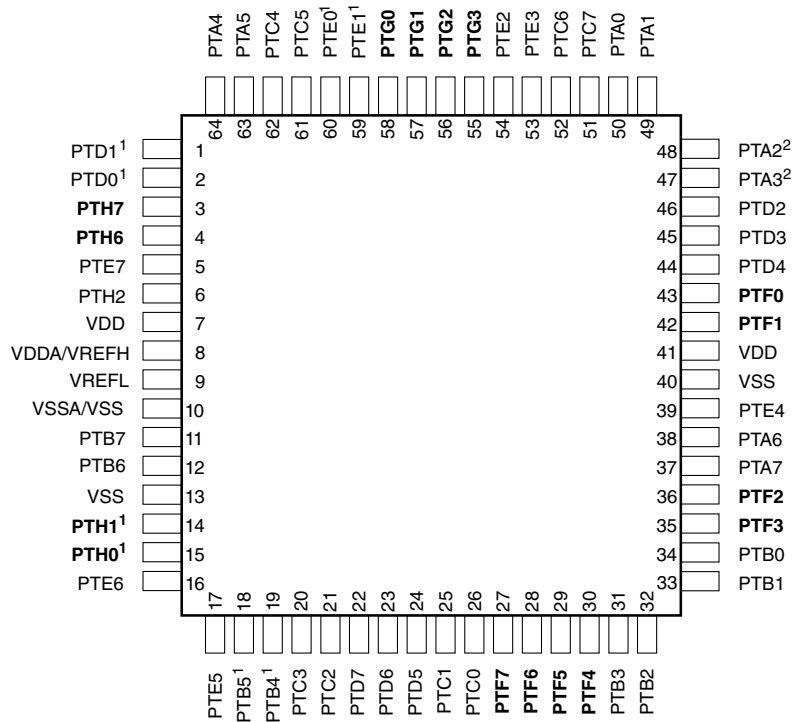 PTA4 PTA5 PTC4 PTC5 PTE0¹ PTE1¹ PTG0 PTG1 PTG2 PTG3 PTE2 PTE3 PTC6 PTC7 PTA0 PTA1
64 63 62 61 60 59 58 57 56 55 54 53 52 51 50 49
PTD1¹ 1 48 PTA2²
PTD0¹ 2 47 PTA3²
PTH7 3 46 PTD2
PTH6 4 45 PTD3
PTE7 5 44 PTD4
PTH2 6 43 PTF0
VDD 7 42 PTF1
VDDA/VREFH 8 41 VDD
VREFL 9 40 VSS
VSSA/VSS 10 39 PTE4
PTB7 11 38 PTA6
PTB6 12 37 PTA7
VSS 13 36 PTF2
PTH1¹ 14 35 PTF3
PTH0¹ 15 34 PTB0
PTE6 16 33 PTB1
17 18 19 20 21 22 23 24 25 26 27 28 29 30 31 32
PTE5 PTB5¹ PTB4¹ PTC3 PTC2 PTD7 PTD6 PTD5 PTC1 PTC0 PTF7 PTF6 PTF5 PTF4 PTB3 PTB2